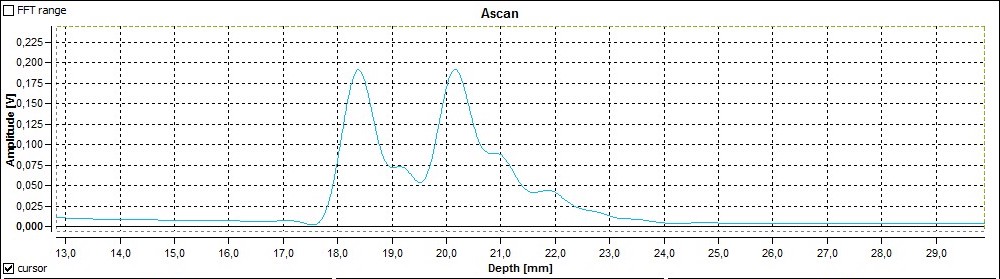 FFT range
Ascan
0,225
0,200
0,175
0,150
0,125
0,100
0,075
0,050
0,025
0,000
Amplitude [V]
13,0 14,0 15,0 16,0 17,0 18,0 19,0 20,0 21,0 22,0 23,0 24,0 25,0 26,0 27,0 28,0 29,0
cursor
Depth [mm]